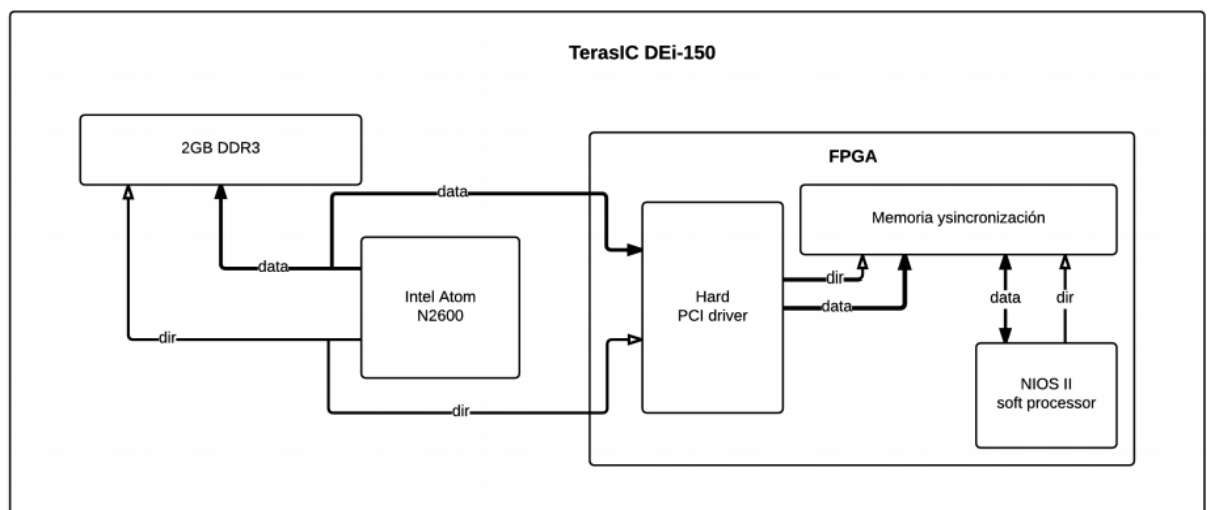 TerasIC DEi-150
2GB DDR3
FPGA
data
Memoria ysincronización
data
Intel Atom
N2600
Hard
PCI driver
dir
data
data
dir
dir
NIOS II
soft processor
dir